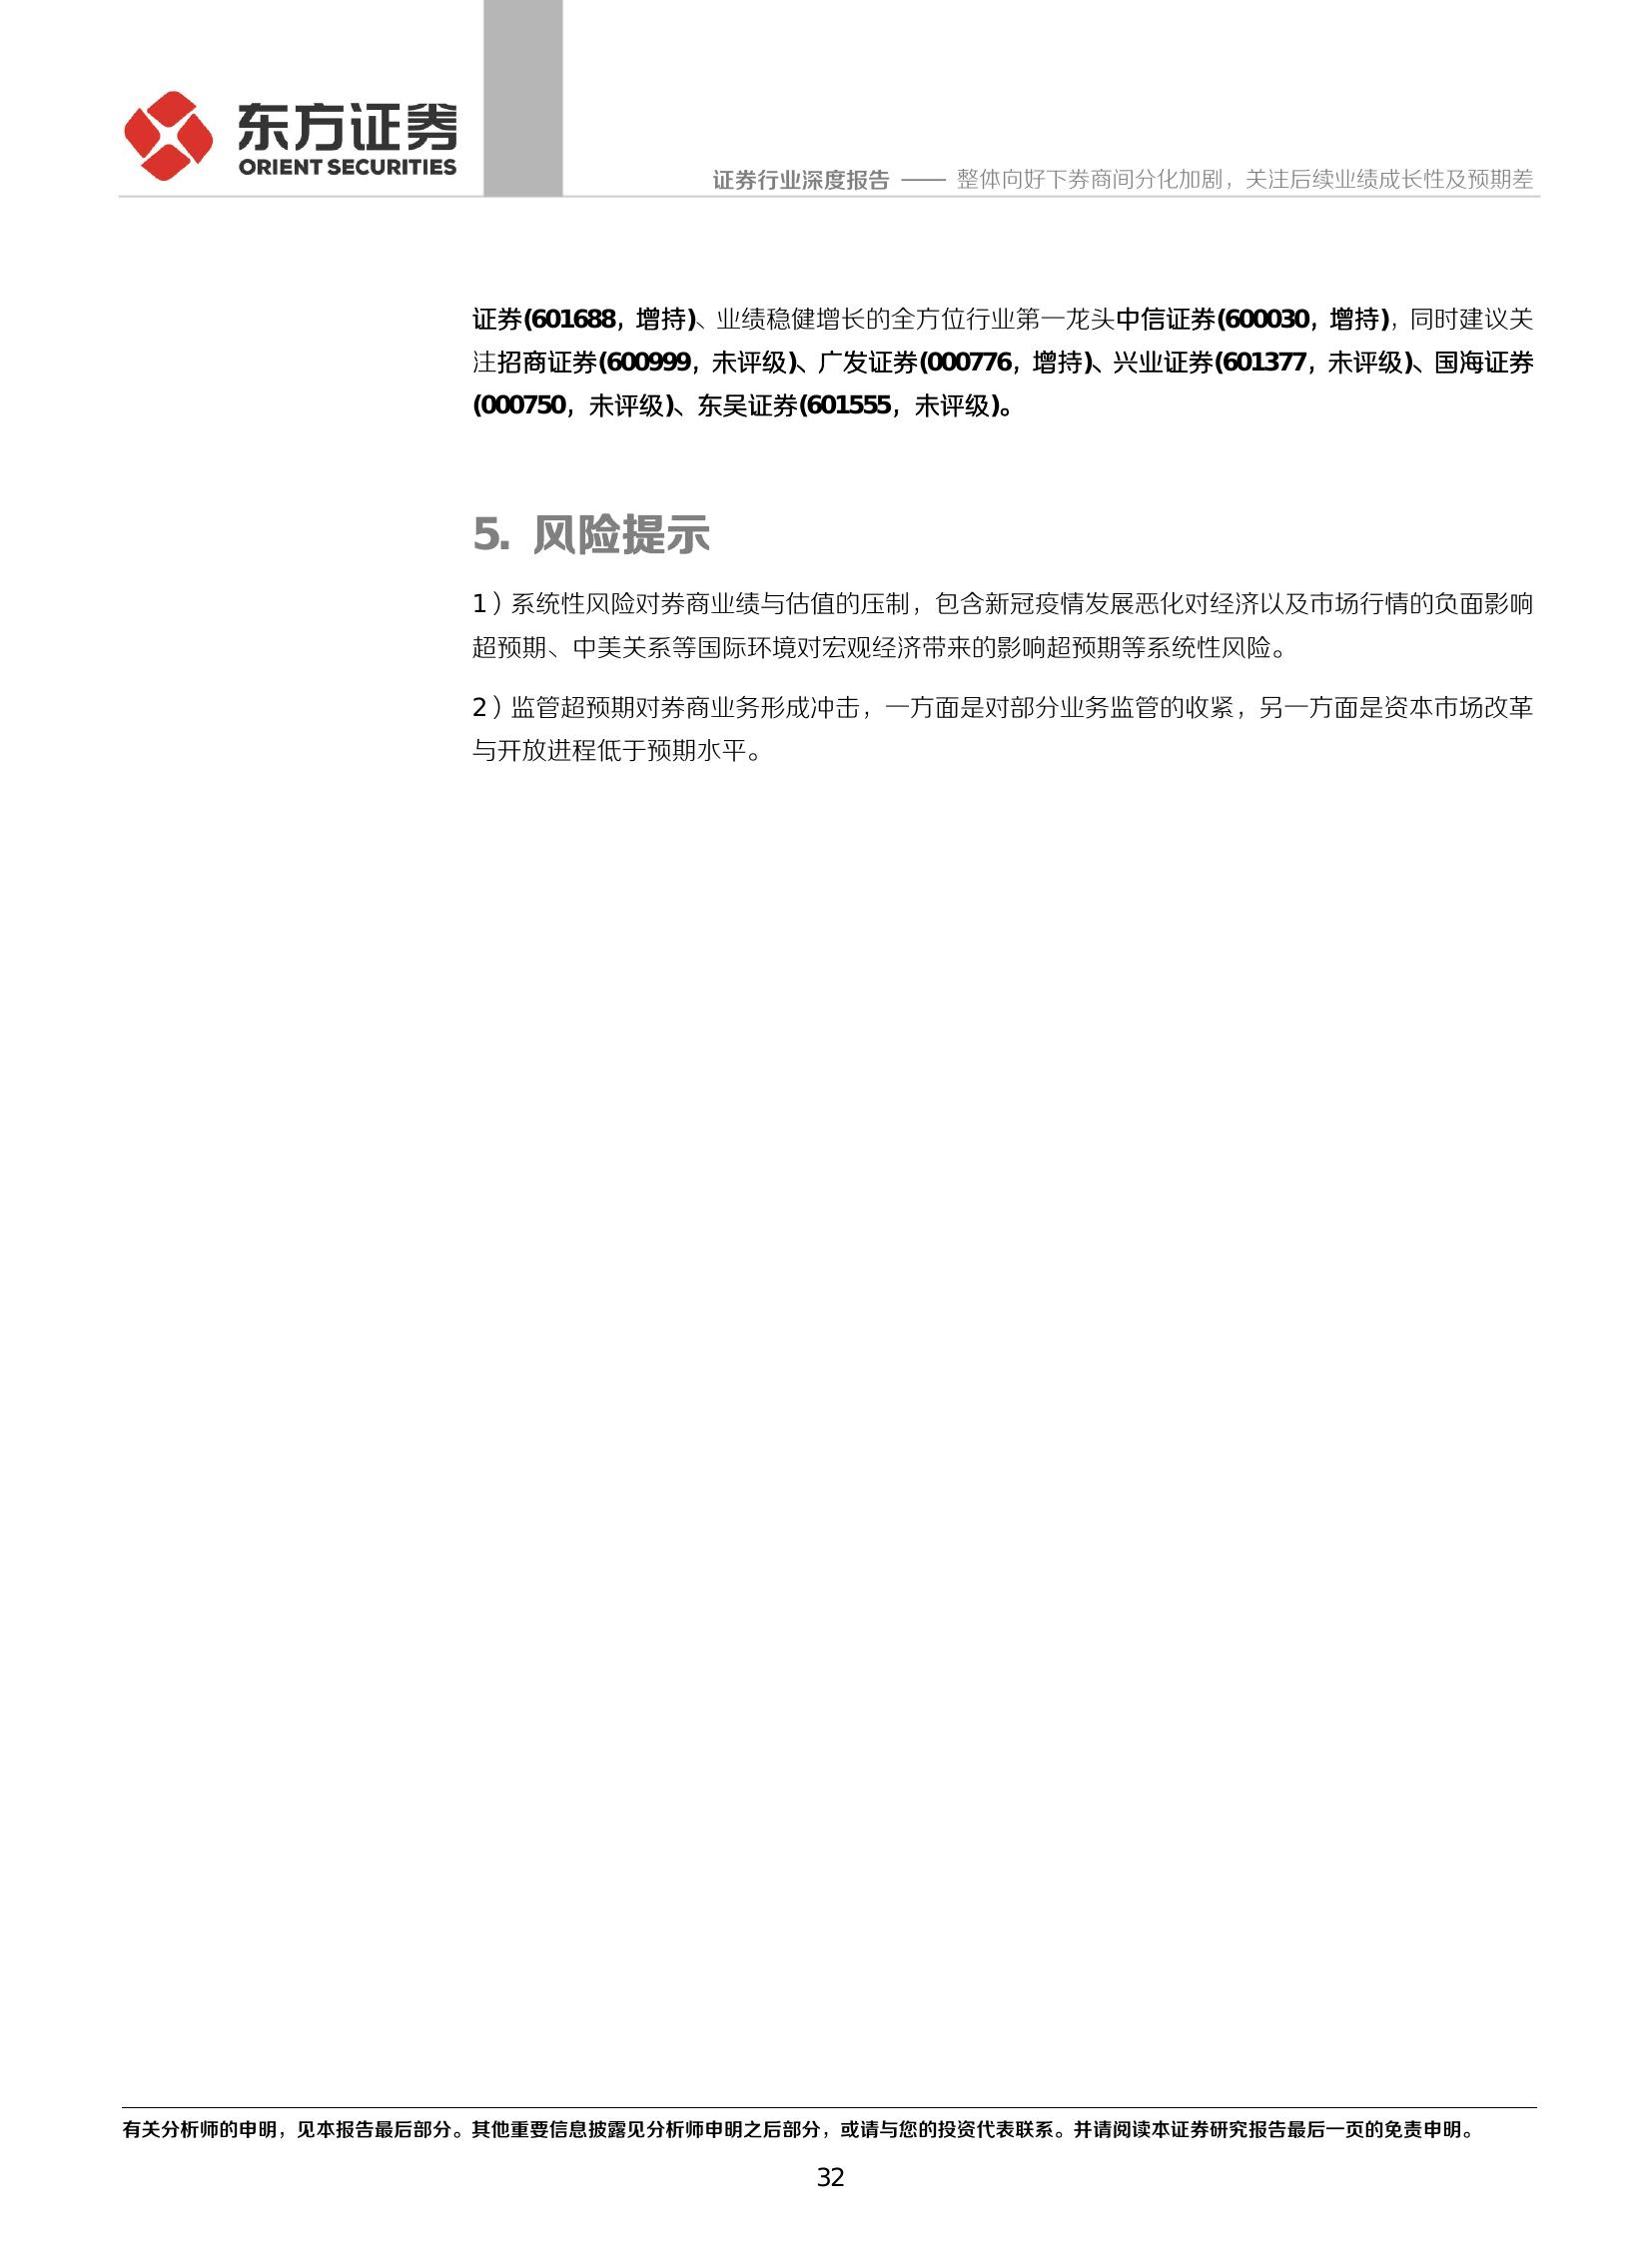 东方证券
ORIENT SECURITIES
证券行业深度报告 —— 整体向好下券商间分化加剧，关注后续业绩成长性及预期差
证券(601688，增持)、业绩稳健增长的全方位行业第一龙头中信证券(600030，增持)，同时建议关
注招商证券(600999，未评级)、广发证券(000776，增持)、兴业证券(601377，未评级)、国海证券
(000750，未评级)、东吴证券(601555，未评级)。
5. 风险提示
1）系统性风险对券商业绩与估值的压制，包含新冠疫情发展恶化对经济以及市场行情的负面影响
超预期、中美关系等国际环境对宏观经济带来的影响超预期等系统性风险。
2）监管超预期对券商业务形成冲击，一方面是对部分业务监管的收紧，另一方面是资本市场改革
与开放进程低于预期水平。
有关分析师的申明，见本报告最后部分。其他重要信息披露见分析师申明之后部分，或请与您的投资代表联系。并请阅读本证券研究报告最后一页的免责申明。
32